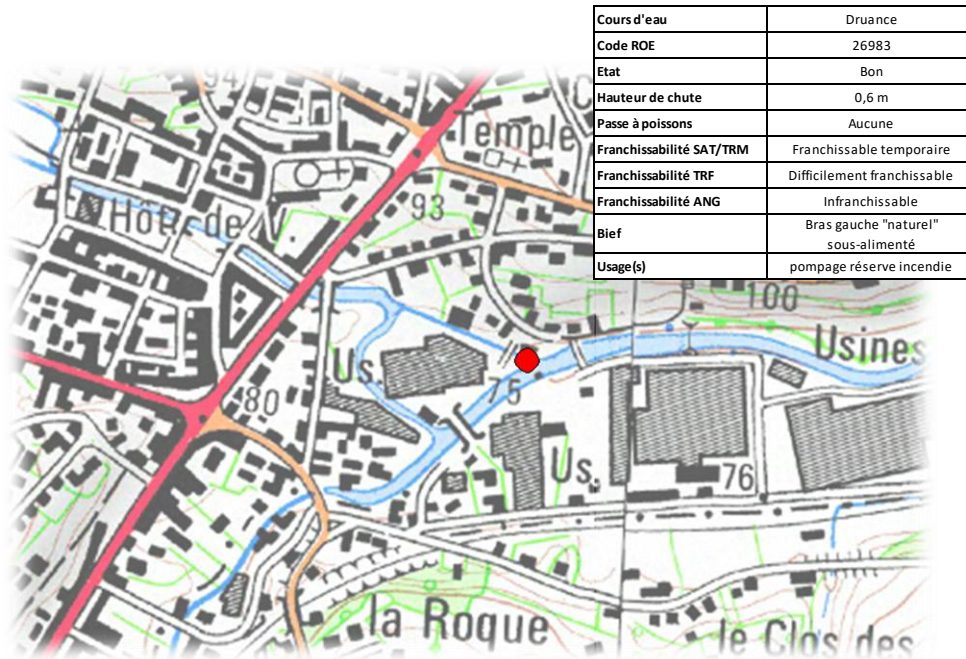 Cours d'eau Druance
Code ROE 26983
Etat Bon
Hauteur de chute 0,6 m
Passe à poissons Aucune
Franchissabilité SAT/TRM Franchissable temporaire
Franchissabilité TRF Difficilement franchissable
Franchissabilité ANG Infranchissable
Bief Bras gauche "naturel"
sous-alimenté
Usage(s) pompage réserve incendie
94
Temple
93
Hôt. de V.
100
Usines
Us.
75
80
Us.
76
la Roque
le Clos des